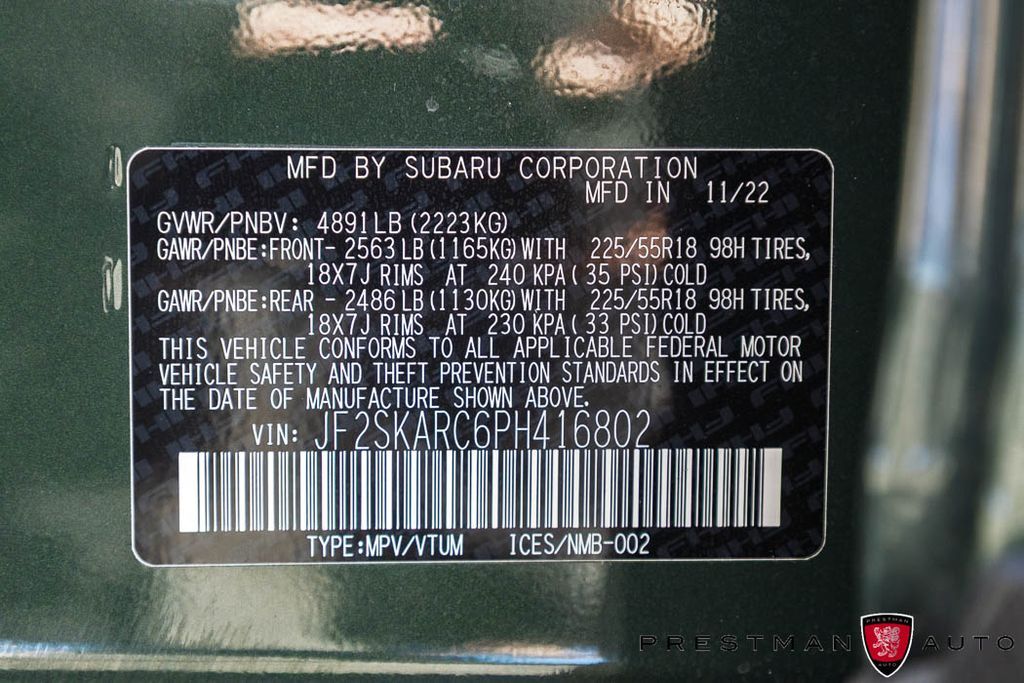 MFD BY SUBARU CORPORATION
MFD IN 11/22
GVWR/PNBV: 4891LB (2223KG)
GAWR/PNBE:FRONT- 2563 LB (1165KG) WITH 225/55R18 98H TIRES,
18X7J RIMS AT 240 KPA ( 35 PSI) COLD
GAWR/PNBE:REAR - 2486 LB (1130KG) WITH 225/55R18 98H TIRES,
18X7J RIMS AT 230 KPA ( 33 PSI) COLD
THIS VEHICLE CONFORMS TO ALL APPLICABLE FEDERAL MOTOR
VEHICLE SAFETY AND THEFT PREVENTION STANDARDS IN EFFECT ON
THE DATE OF MANUFACTURE SHOWN ABOVE.
VIN: JF2SKARC6PH416802
TYPE:MPV/VTUM ICES/NMB-002
PRESTMAN AUTO
PRESTMAN
AUTO